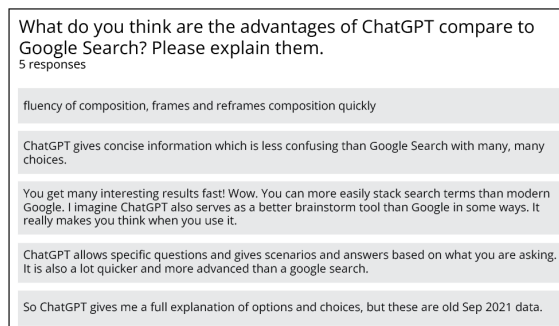 What do you think are the advantages of ChatGPT compare to
Google Search? Please explain them.
5 responses
fluency of composition, frames and reframes composition quickly
ChatGPT gives concise information which is less confusing than Google Search with many, many
choices.
You get many interesting results fast! Wow. You can more easily stack search terms than modern
Google. I imagine ChatGPT also serves as a better brainstorm tool than Google in some ways. It
really makes you think when you use it.
ChatGPT allows specific questions and gives scenarios and answers based on what you are asking.
It is also a lot quicker and more advanced than a google search.
So ChatGPT gives me a full explanation of options and choices, but these are old Sep 2021 data.